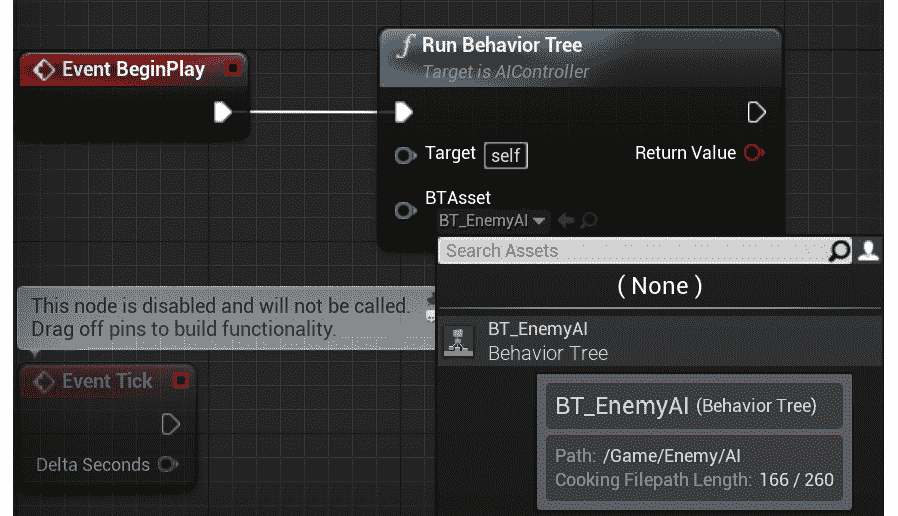 Event BeginPlay
Run Behavior Tree
Target is AIController
Target self
Return Value
BTAsset
BT_EnemyAI
Search Assets
( None )
BT_EnemyAI
Behavior Tree
BT_EnemyAI (Behavior Tree)
Path: /Game/Enemy/AI
Cooking Filepath Length: 166 / 260
This node is disabled and will not be called.
Drag off pins to build functionality.
Event Tick
Delta Seconds